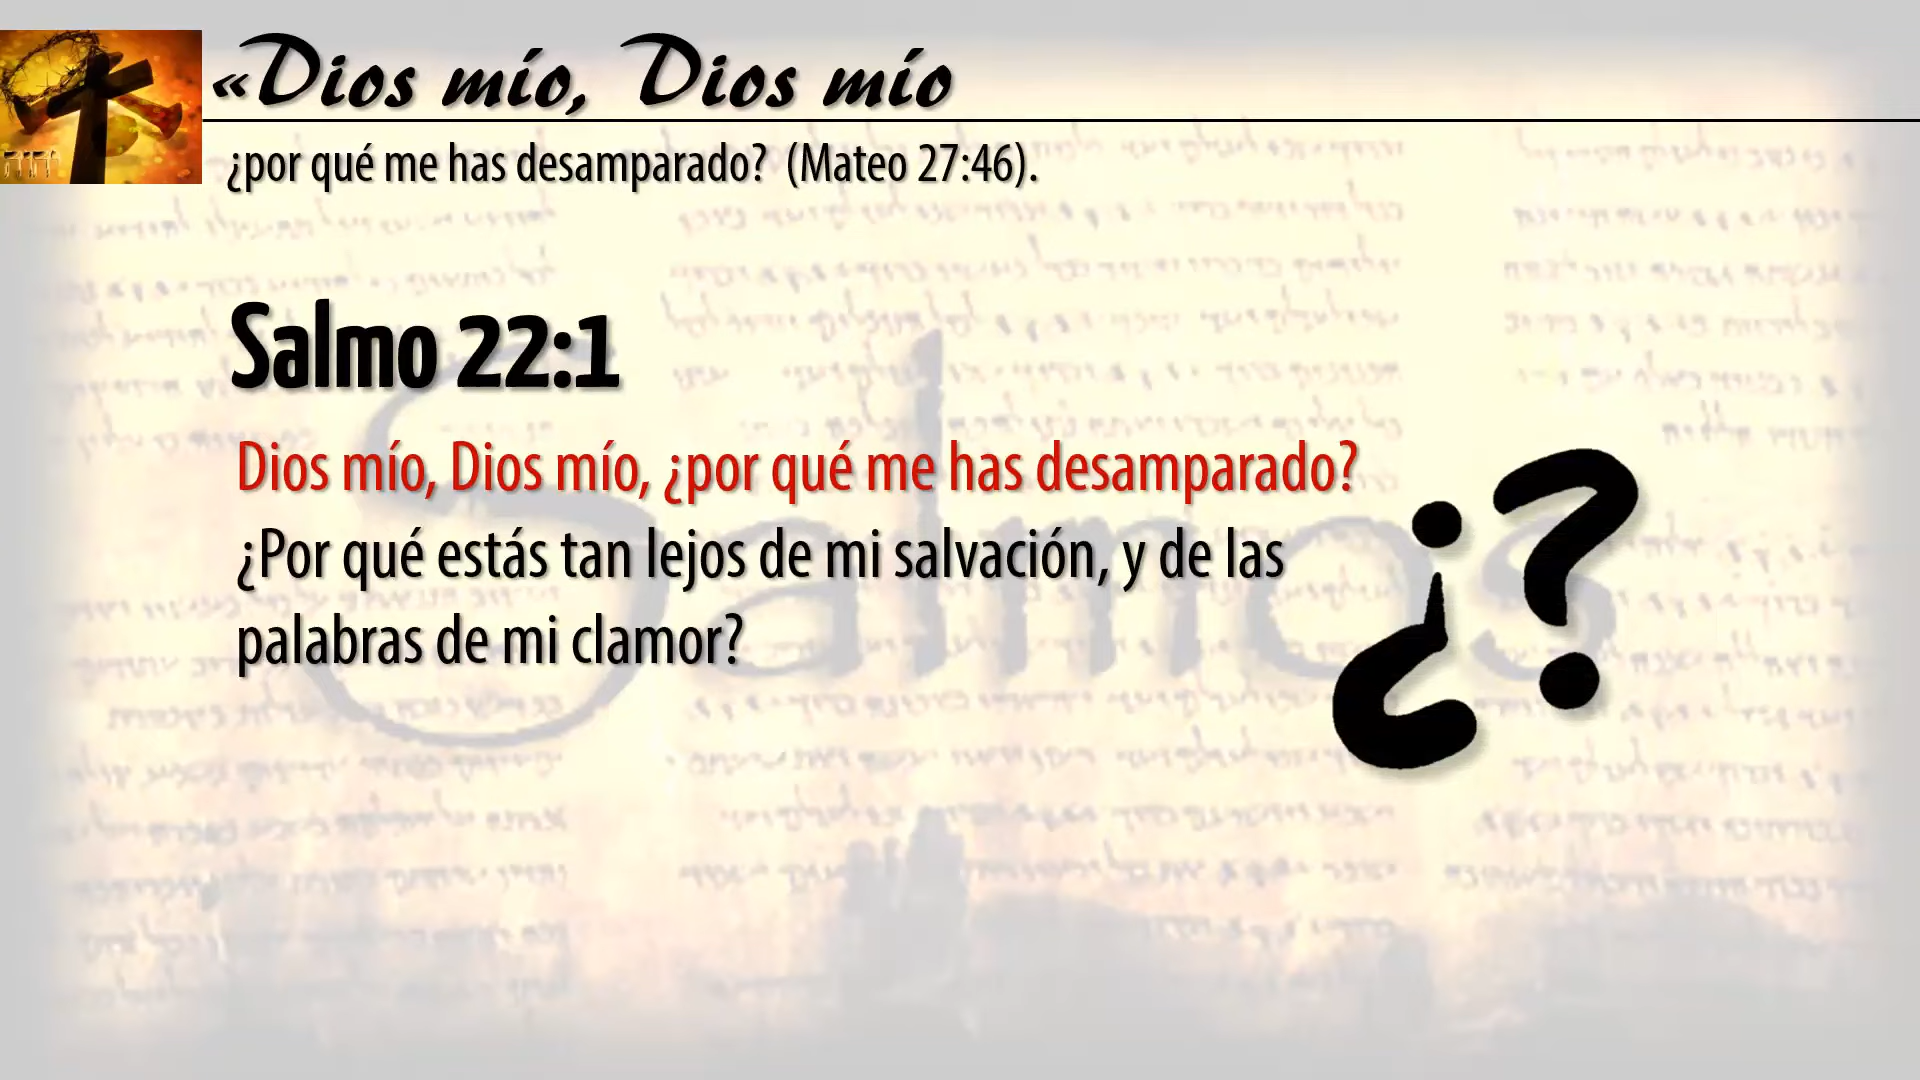 «Dios mío, Dios mío
¿por qué me has desamparado? (Mateo 27:46).
Salmo 22:1
Dios mío, Dios mío, ¿por qué me has desamparado?
¿Por qué estás tan lejos de mi salvación, y de las
palabras de mi clamor?
¿?
Salmos